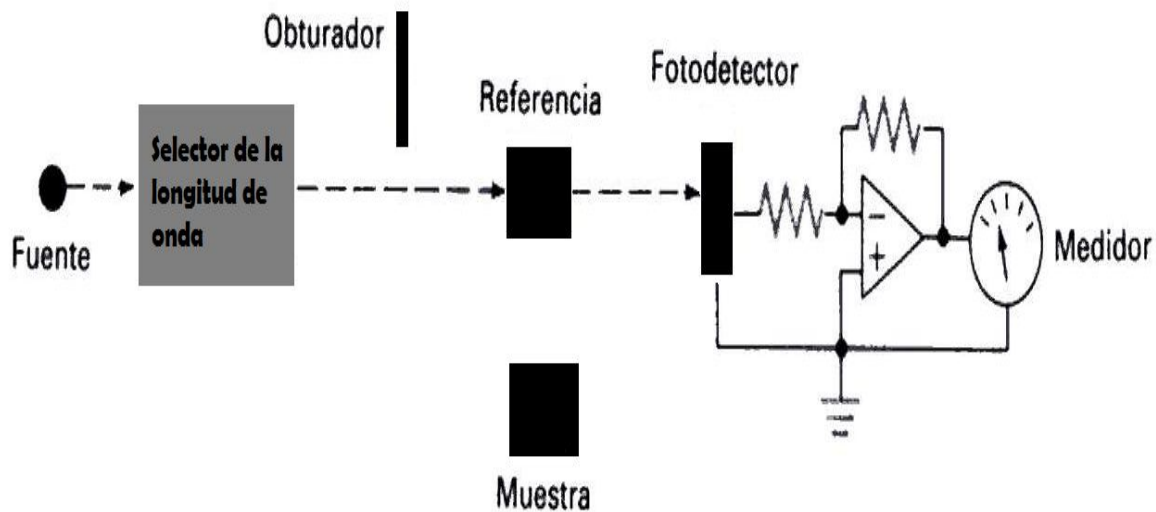 Obturador
Fotodetector
Referencia
Selector de la
longitud de
onda
Fuente
-
+
Medidor
Muestra